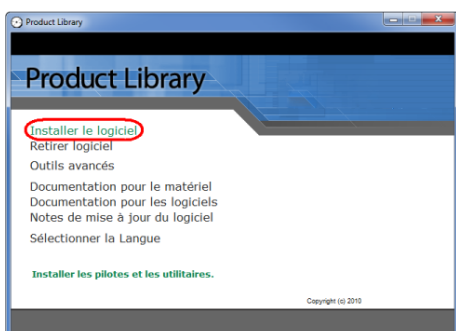 Product Library
Product Library
Installer le logiciel
Retirer logiciel
Outils avancés
Documentation pour le matériel
Documentation pour les logiciels
Notes de mise à jour du logiciel
Sélectionner la Langue
Installer les pilotes et les utilitaires.
Copyright (c) 2010